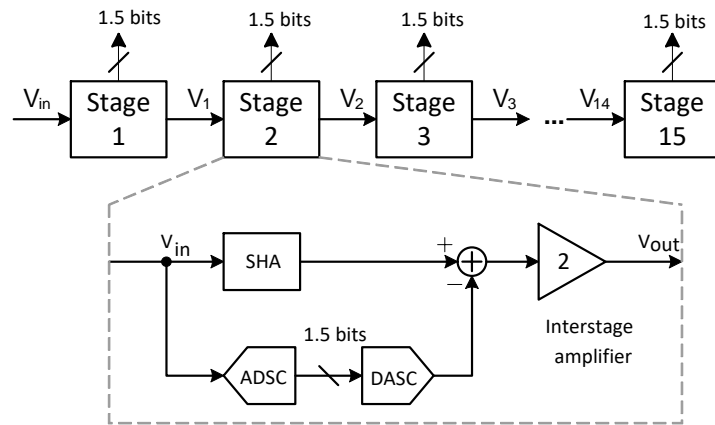 1.5 bits
1.5 bits
1.5 bits
1.5 bits
Vin
Stage
1
V1
Stage
2
V2
Stage
3
V3
...
V14
Stage
15
Vin
SHA
+
−
2
Vout
1.5 bits
ADSC
DASC
Interstage
amplifier